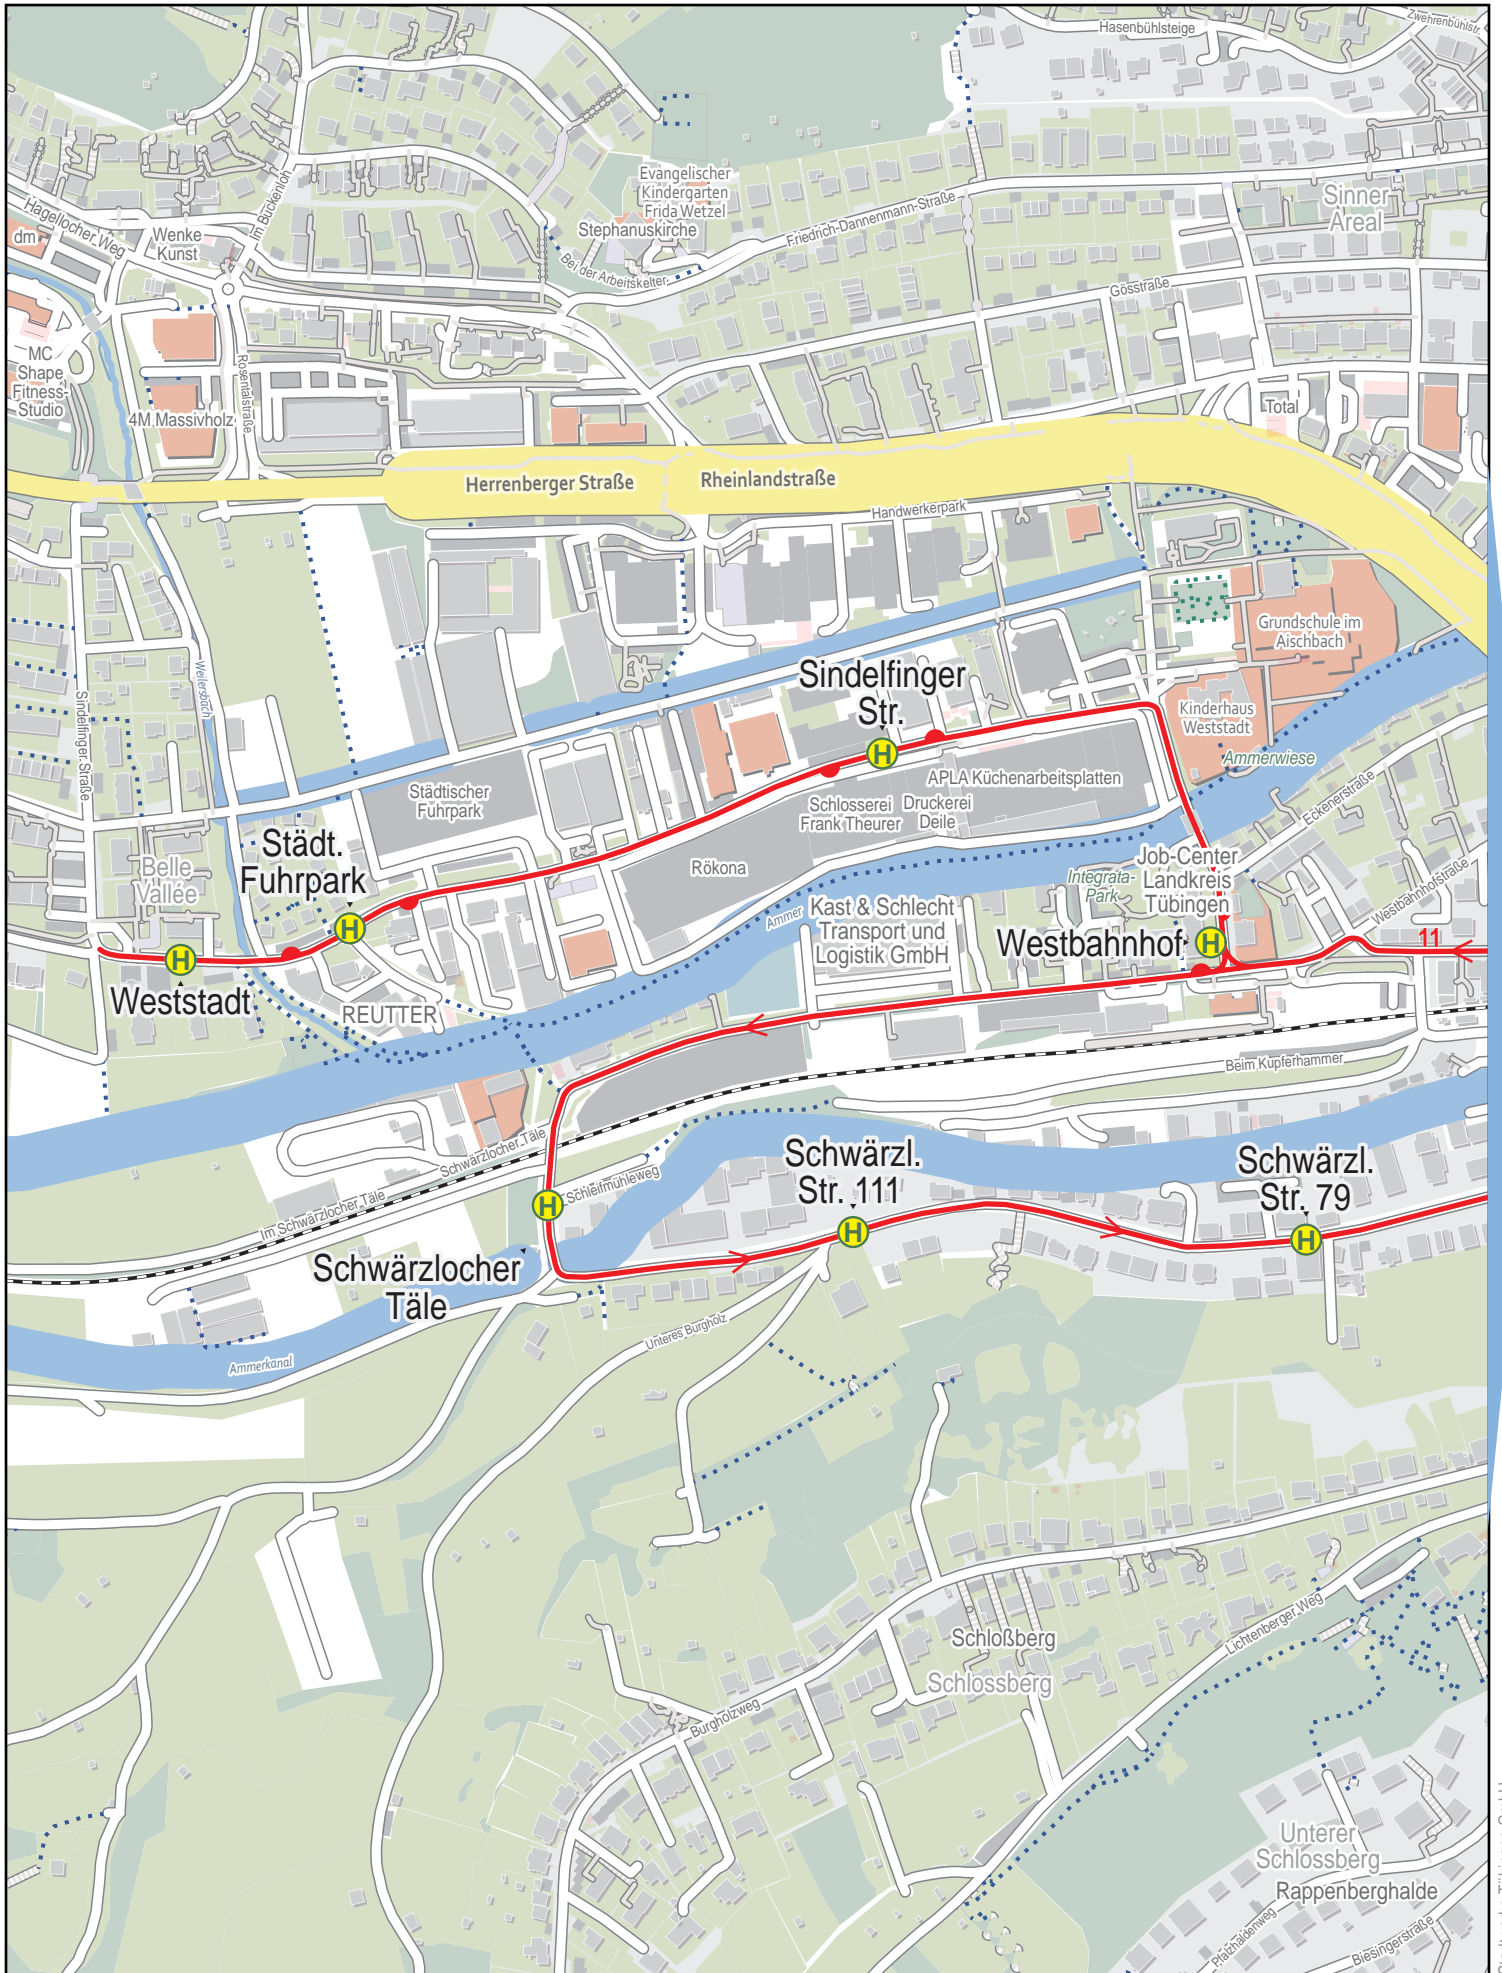 Hasenbühlsteige
Zwehrenbühlstr.
Evangelischer
Kindergarten
Frida Wetzel
Stephanuskirche
Sinner
Areal
Friedrich-Dannenmann-Straße
Hagellocher Weg
Im Buckenloh
dm
Wenke
Kunst
Bei der Arbeitskelter
Gösstraße
MC
Shape
Fitness-
Studio
Rosentalstraße
4M Massivholz
Total
Herrenberger Straße
Rheinlandstraße
Handwerkerpark
Grundschule im
Aischbach
Weilersbach
Sindelfinger Straße
Sindelfinger
Str.
H
Kinderhaus
Weststadt
Ammerwiese
Städtischer
Fuhrpark
APLA Küchenarbeitsplatten
Schlosserei
Frank Theurer
Druckerei
Deile
Eckenerstraße
Städt.
Fuhrpark
H
Belle
Vallée
Rökona
Job-Center
Landkreis
Tübingen
Integrata-
Park
Westbahnhofstraße
Ammer
Kast & Schlecht
Transport und
Logistik GmbH
Westbahnhof
H
11
H
Weststadt
REUTTER
Beim Kupferhammer
Schwärzlocher Täle
Schleifmühleweg
Im Schwärzlocher Täle
H
Schwärzl.
Str. 111
H
Schwärzl.
Str. 79
H
Schwärzlocher
Täle
Unteres Burgholz
Ammerkanal
Schloßberg
Schlossberg
Lichtenberger Weg
Burgholzweg
Unterer
Schlossberg
Rappenberghalde
Pfalzhaldenweg
Biesingerstraße